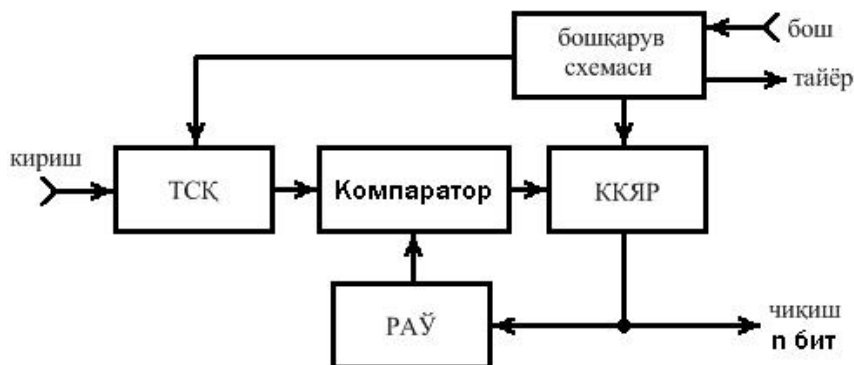 бошқарув
схемаси
бош
тайёр
кириш
ТСҚ
Компаратор
ККЯР
РАЎ
чиқиш
n бит